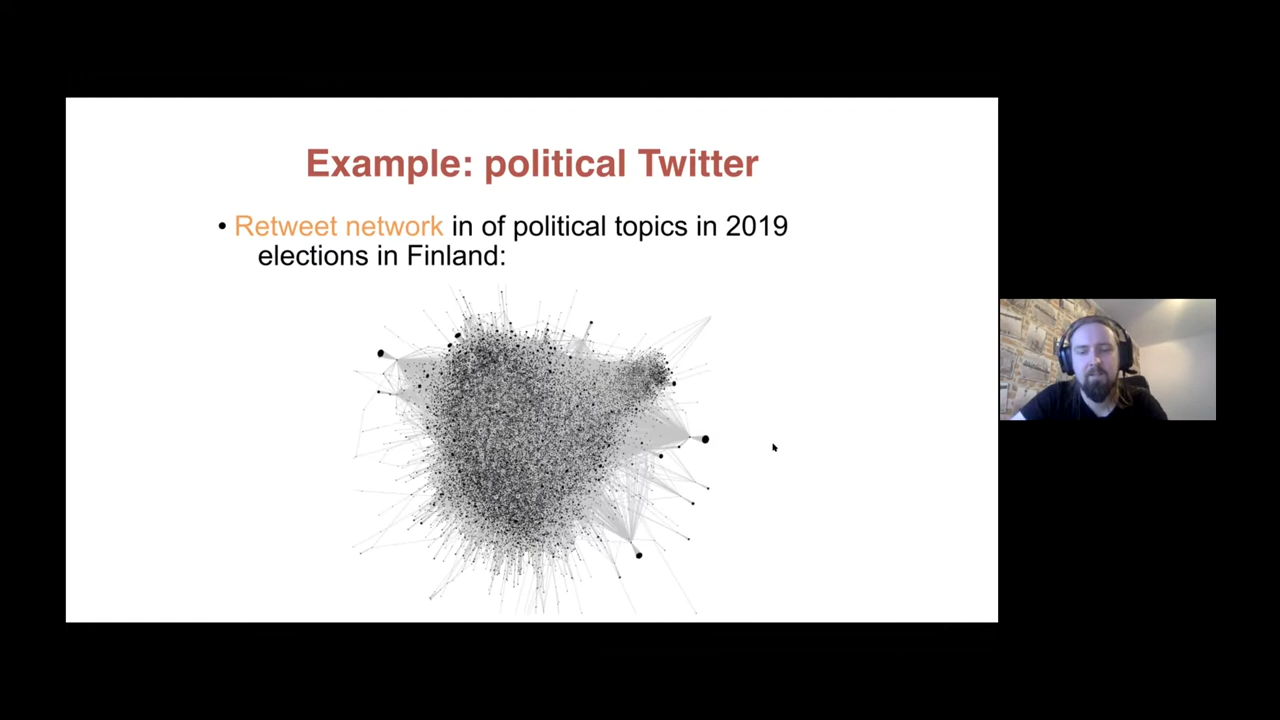 Example: political Twitter
• Retweet network in of political topics in 2019
elections in Finland: